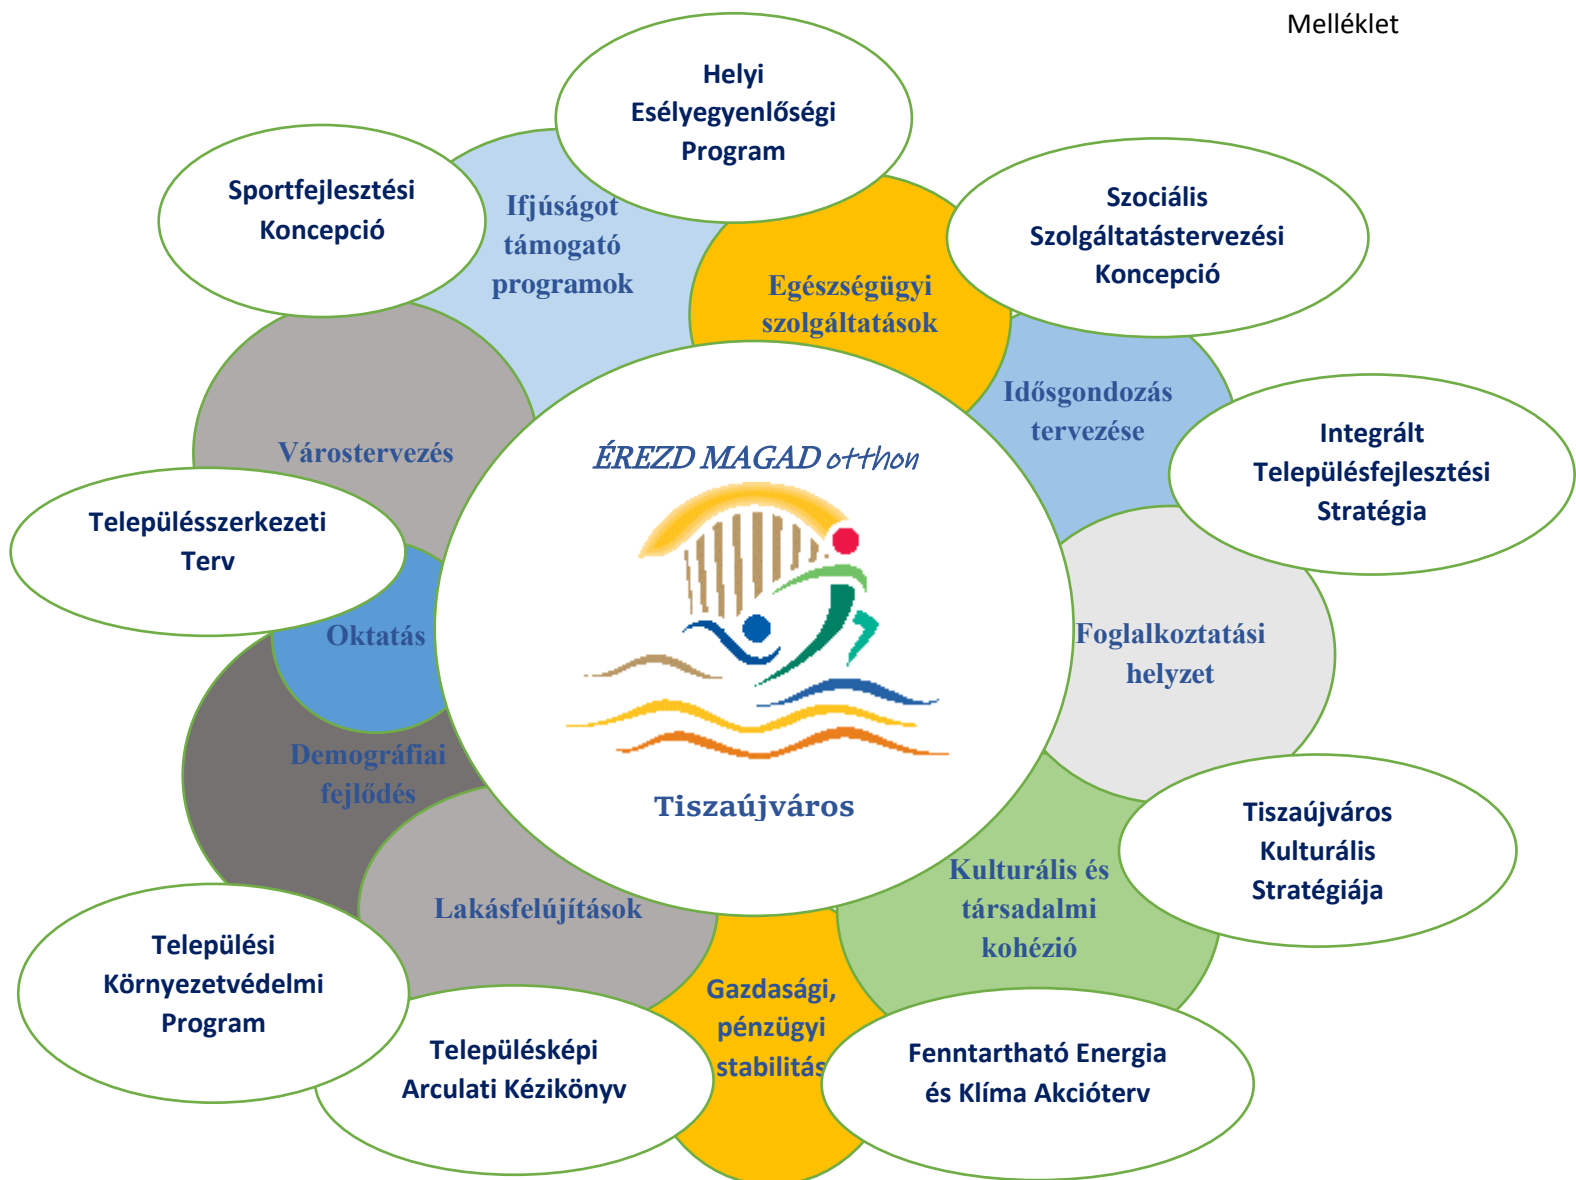 Melléklet
Helyi
Esélyegyenlőségi
Program
Sportfejlesztési
Koncepció
Ifjúságot
támogató
programok
Szociális
Szolgáltatástervezési
Koncepció
Egészségügyi
szolgáltatások
Idősgondozás
tervezése
Várostervezés
Integrált
Településfejlesztési
Stratégia
ÉREZD MAGAD otthon
Településszerkezeti
Terv
Oktatás
Foglalkoztatási
helyzet
Demográfiai
fejlődés
Tiszaújváros
Tiszaújváros
Kulturális
Stratégiája
Lakásfelújítások
Kulturális és
társadalmi
kohézió
Települési
Környezetvédelmi
Program
Gazdasági,
pénzügyi
stabilitás
Településképi
Arculati Kézikönyv
Fenntartható Energia
és Klíma Akcióterv